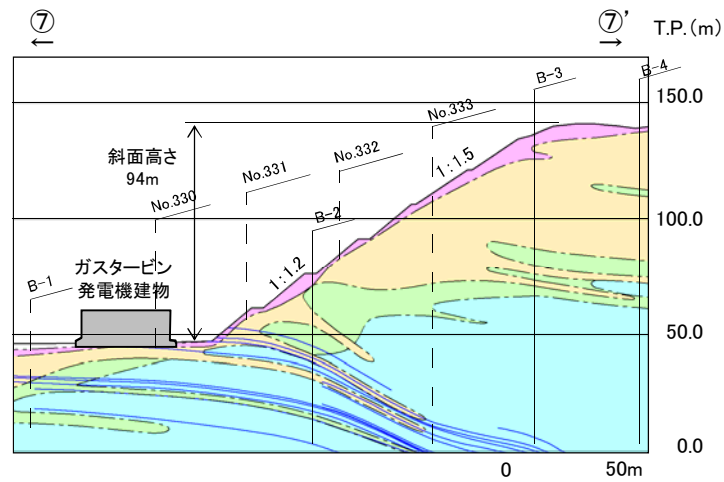 ⑦
←
⑦’
→
T.P.(m)
B-3
B-4
150.0
No.333
斜面高さ
94m
No.332
1:1.5
No.331
No.330
B-2
100.0
ガスタービン
発電機建物
B-1
1:1.2
50.0
0.0
0
50m